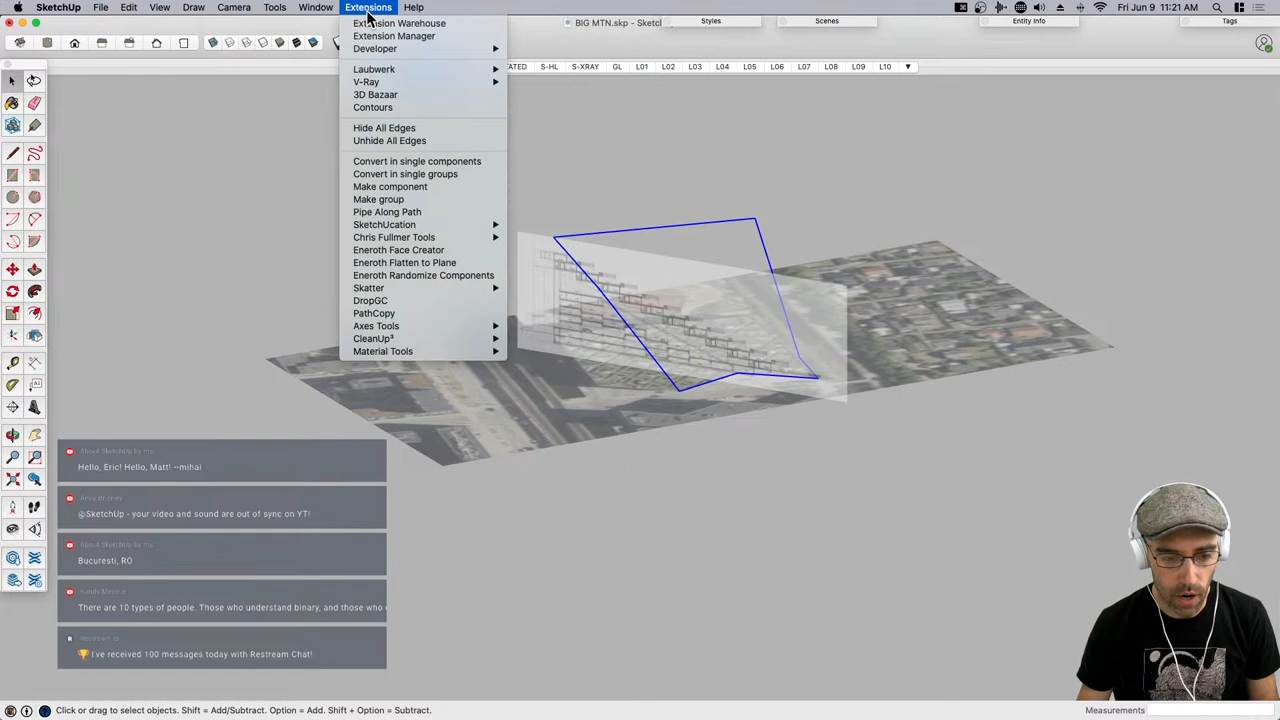 SketchUp File Edit View Draw Camera Tools Window Extensions Help
Fri Jun 9 11:21 AM
BIG MTN.skp - Sketc
Styles
Scenes
Entity Info
Tags
S-HL S-XRAY GL L01 L02 L03 L04 L05 L06 L07 L08 L09 L10
Extension Warehouse
Extension Manager
Developer
Laubwerk
V-Ray
3D Bazaar
Contours
Hide All Edges
Unhide All Edges
Convert in single components
Convert in single groups
Make component
Make group
Pipe Along Path
SketchUcation
Chris Fullmer Tools
Eneroth Face Creator
Eneroth Flatten to Plane
Eneroth Randomize Components
Skatter
DropGC
PathCopy
Axes Tools
CleanUp³
Material Tools
Hello, Eric! Hello, Matt! --mihai
@SketchUp - your video and sound are out of sync on YT!
Bucuresti, RO
There are 10 types of people. Those who understand binary, and those who
🏆 I've received 100 messages today with Restream Chat!
Click or drag to select objects. Shift = Add/Subtract. Option = Add. Shift + Option = Subtract.
Measurements